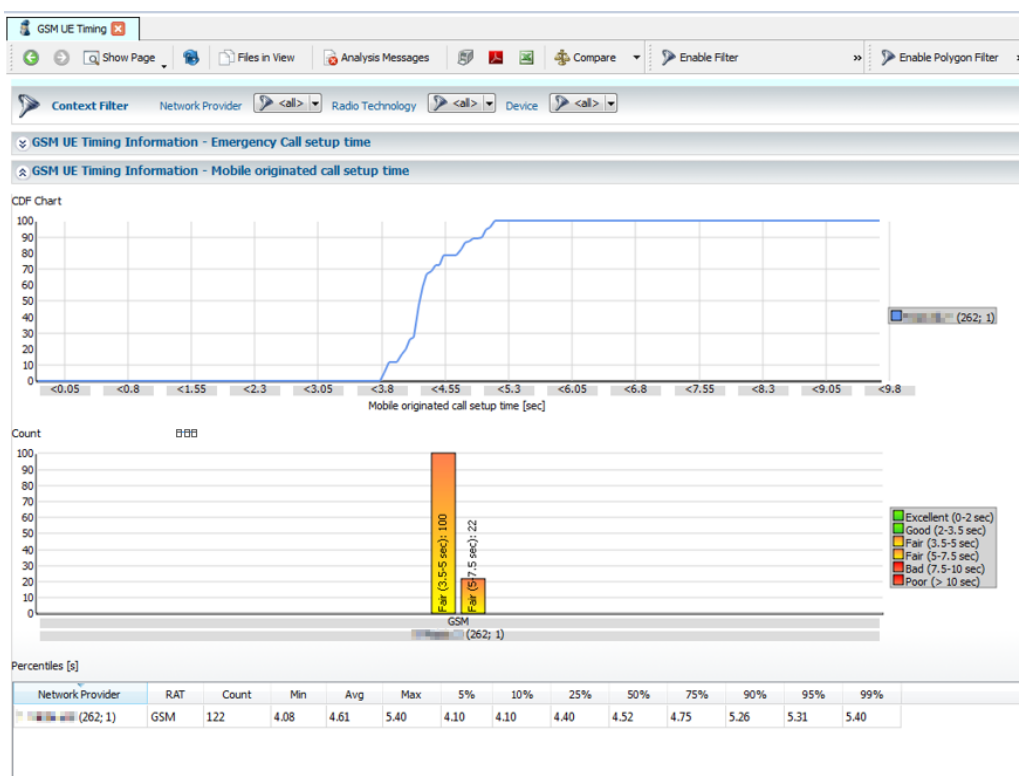 GSM UE Timing
Show Page Files in View Analysis Messages Compare Enable Filter » Enable Polygon Filter
Context Filter Network Provider <all> Radio Technology <all> Device <all>
GSM UE Timing Information - Emergency Call setup time
GSM UE Timing Information - Mobile originated call setup time
CDF Chart
100
90
80
70
60
50
40
30
20
10
0
(262; 1)
<0.05 <0.8 <1.55 <2.3 <3.05 <3.8 <4.55 <5.3 <6.05 <6.8 <7.55 <8.3 <9.05 <9.8
Mobile originated call setup time [sec]
Count
100
90
80
70
60
50
40
30
20
10
0
Fair (3.5-5 sec): 100
Fair (5-7.5 sec): 22
Excellent (0-2 sec)
Good (2-3.5 sec)
Fair (3.5-5 sec)
Fair (5-7.5 sec)
Bad (7.5-10 sec)
Poor (> 10 sec)
GSM
(262; 1)
Percentiles [s]
Network Provider RAT Count Min Avg Max 5% 10% 25% 50% 75% 90% 95% 99%
(262; 1) GSM 122 4.08 4.61 5.40 4.10 4.10 4.40 4.52 4.75 5.26 5.31 5.40